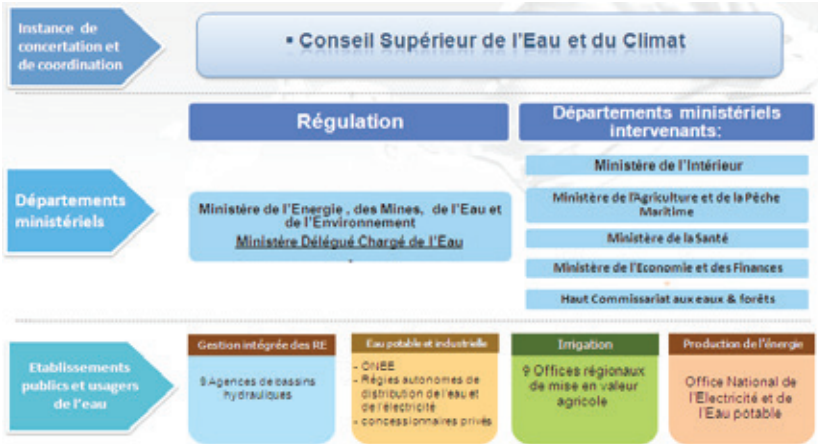 Instance de
concertation et
de coordination
▪ Conseil Supérieur de l'Eau et du Climat
Régulation
Départements ministériels
intervenants:
Départements
ministériels
Ministère de l'Energie , des Mines, de l'Eau et
de l'Environnement
Ministère Délégué Chargé de l'Eau
Ministère de l'Intérieur
Ministère de l'Agriculture et de la Pêche
Maritime
Ministère de la Santé
Ministère de l'Economie et des Finances
Haut Commissariat aux eaux & forêts
Etablissements
publics et usagers
de l'eau
Gestion intégrée des RE
9 Agences de bassins
hydrauliques
Eau potable et industrielle
- ONEE
- Régies autonomes de
distribution de l'eau et
de l'électricité
- concessionnaires privés
Irrigation
9 Offices régionaux
de mise en valeur
agricole
Production de l'énergie
Office National de
l'Electricité et de
l'Eau potable